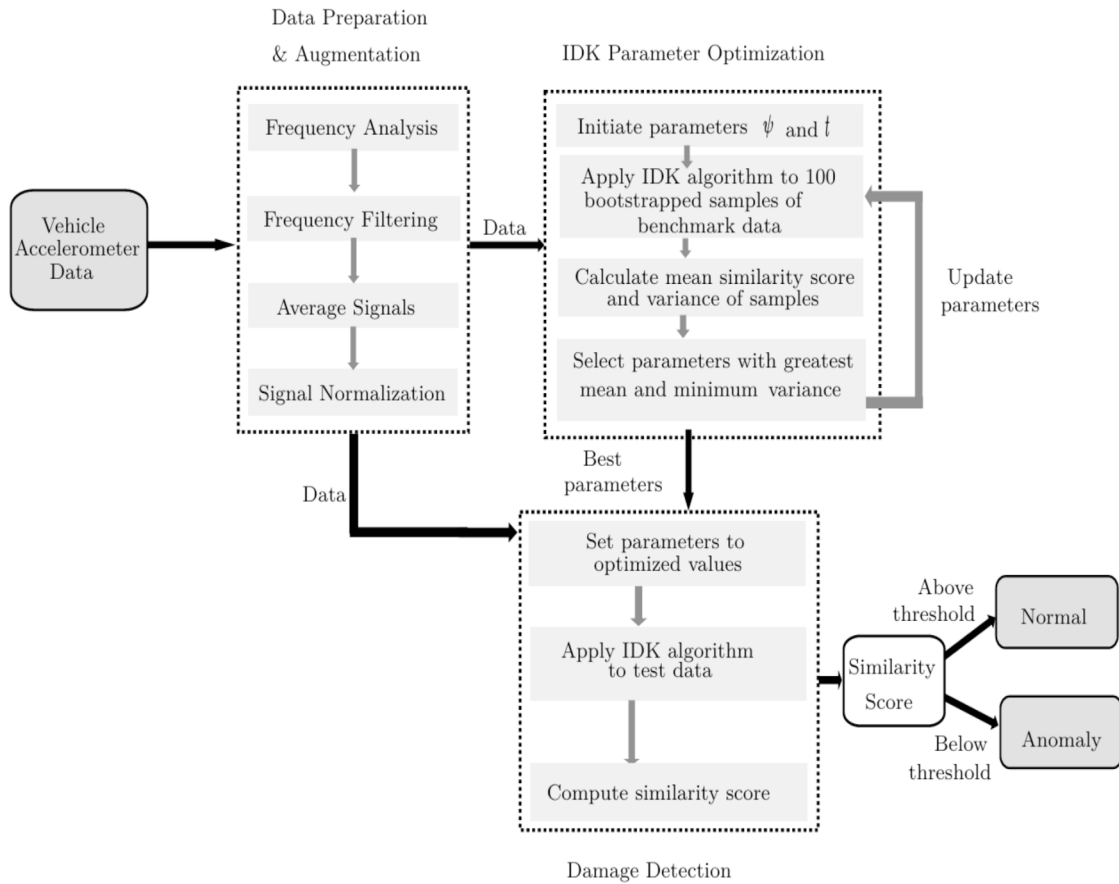 Data Preparation
& Augmentation
IDK Parameter Optimization
Frequency Analysis
Frequency Filtering
Average Signals
Signal Normalization
Vehicle
Accelerometer
Data
Data
Initiate parameters ψ and t
Apply IDK algorithm to 100
bootstrapped samples of
benchmark data
Calculate mean similarity score
and variance of samples
Select parameters with greatest
mean and minimum variance
Update
parameters
Data
Best
parameters
Set parameters to
optimized values
Apply IDK algorithm
to test data
Compute similarity score
Similarity
Score
Above
threshold
Normal
Below
threshold
Anomaly
Damage Detection